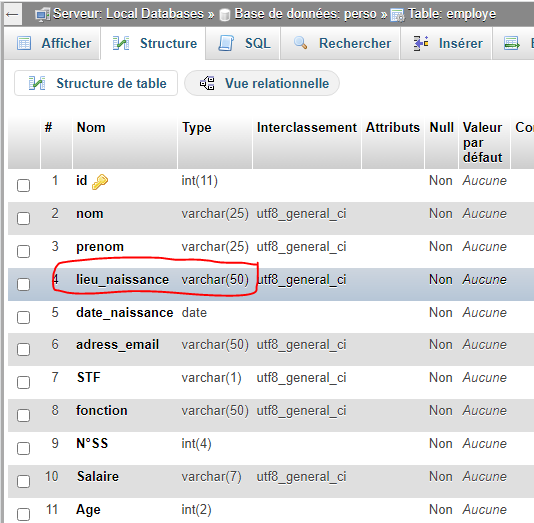 Serveur: Local Databases » Base de données: perso » Table: employe
Afficher Structure SQL Rechercher Insérer
Structure de table Vue relationnelle
# Nom Type Interclassement Attributs Null Valeur par défaut
1 id int(11) Non Aucune
2 nom varchar(25) utf8_general_ci Non Aucune
3 prenom varchar(25) utf8_general_ci Non Aucune
4 lieu_naissance varchar(50) utf8_general_ci Non Aucune
5 date_naissance date Non Aucune
6 adress_email varchar(50) utf8_general_ci Non Aucune
7 STF varchar(1) utf8_general_ci Non Aucune
8 fonction varchar(50) utf8_general_ci Non Aucune
9 N°SS int(4) Non Aucune
10 Salaire varchar(7) utf8_general_ci Non Aucune
11 Age int(2) Non Aucune